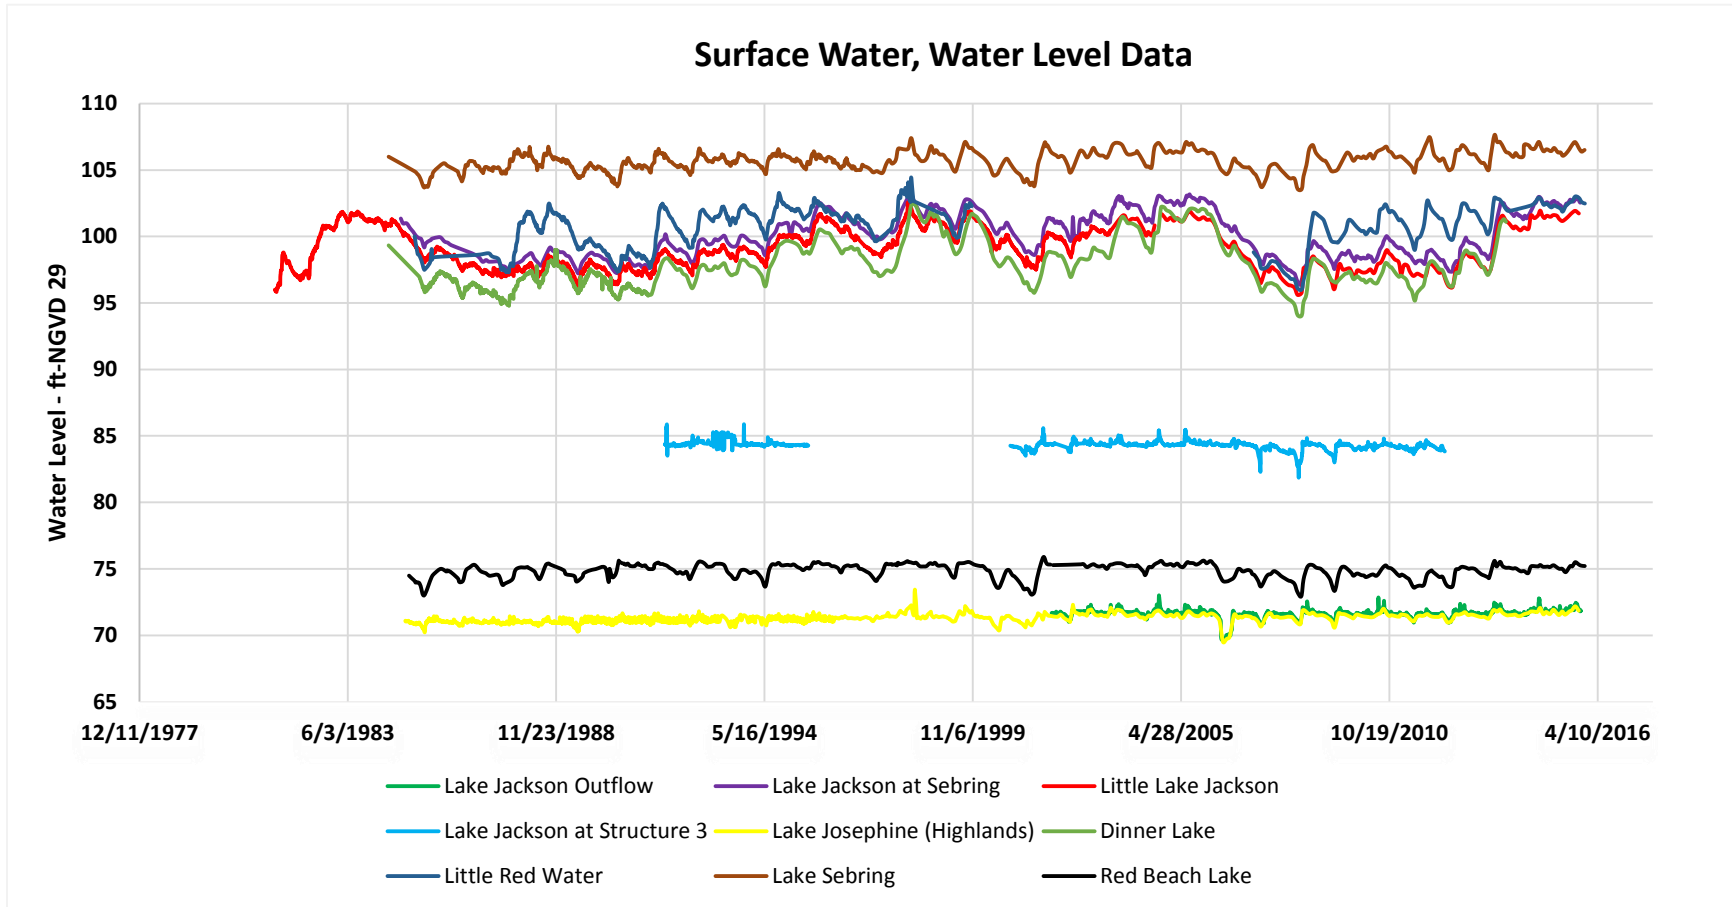 Surface Water, Water Level Data
Water Level - ft-NGVD 29
110
105
100
95
90
85
80
75
70
65
12/11/1977 6/3/1983 11/23/1988 5/16/1994 11/6/1999 4/28/2005 10/19/2010 4/10/2016
Lake Jackson Outflow Lake Jackson at Sebring Little Lake Jackson
Lake Jackson at Structure 3 Lake Josephine (Highlands) Dinner Lake
Little Red Water Lake Sebring Red Beach Lake